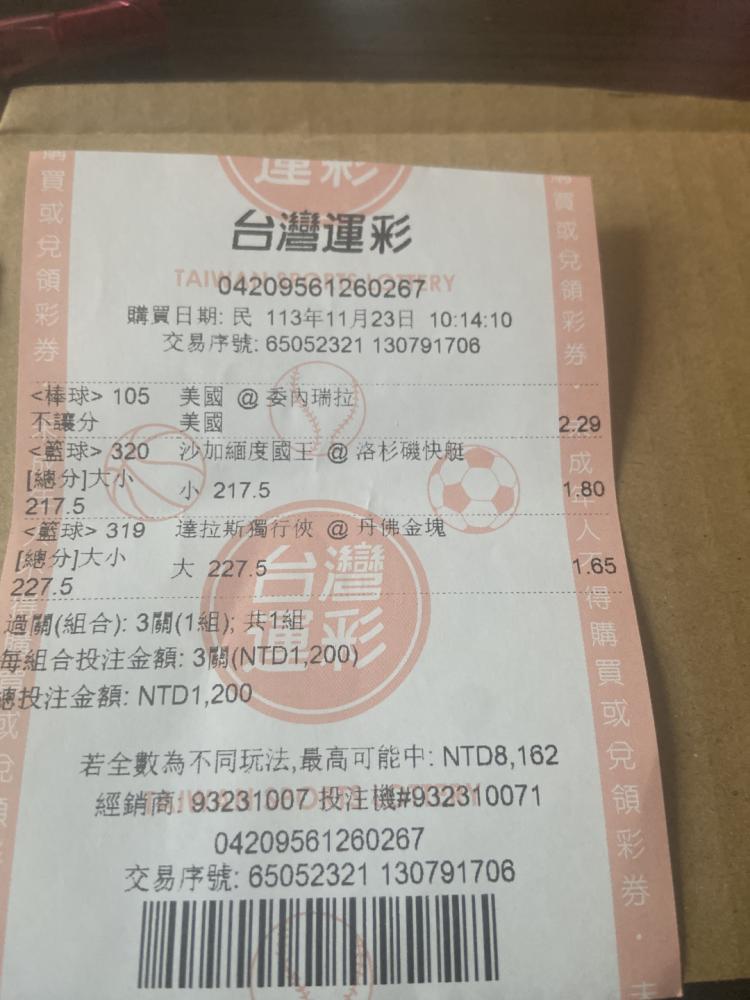 運彩
台灣運彩
TAIWAN SPORTS LOTTERY
04209561260267
購買日期: 民 113年11月23日 10:14:10
交易序號: 65052321 130791706
<棒球> 105 美國 @ 委內瑞拉
不讓分 美國 2.29
<籃球> 320 沙加緬度國王 @ 洛杉磯快艇
[總分]大小 小 217.5 1.80
217.5
<籃球> 319 達拉斯獨行俠 @ 丹佛金塊
[總分]大小 大 227.5 1.65
227.5
台灣
運彩
過關(組合): 3關(1組); 共1組
每組合投注金額: 3關(NTD1,200)
總投注金額: NTD1,200
若全數為不同玩法,最高可能中: NTD8,162
經銷商: 93231007 投注機#932310071
04209561260267
交易序號: 65052321 130791706
購買或兌領彩券
購買或兌領彩券・未成年人不得購買或兌領彩券・未